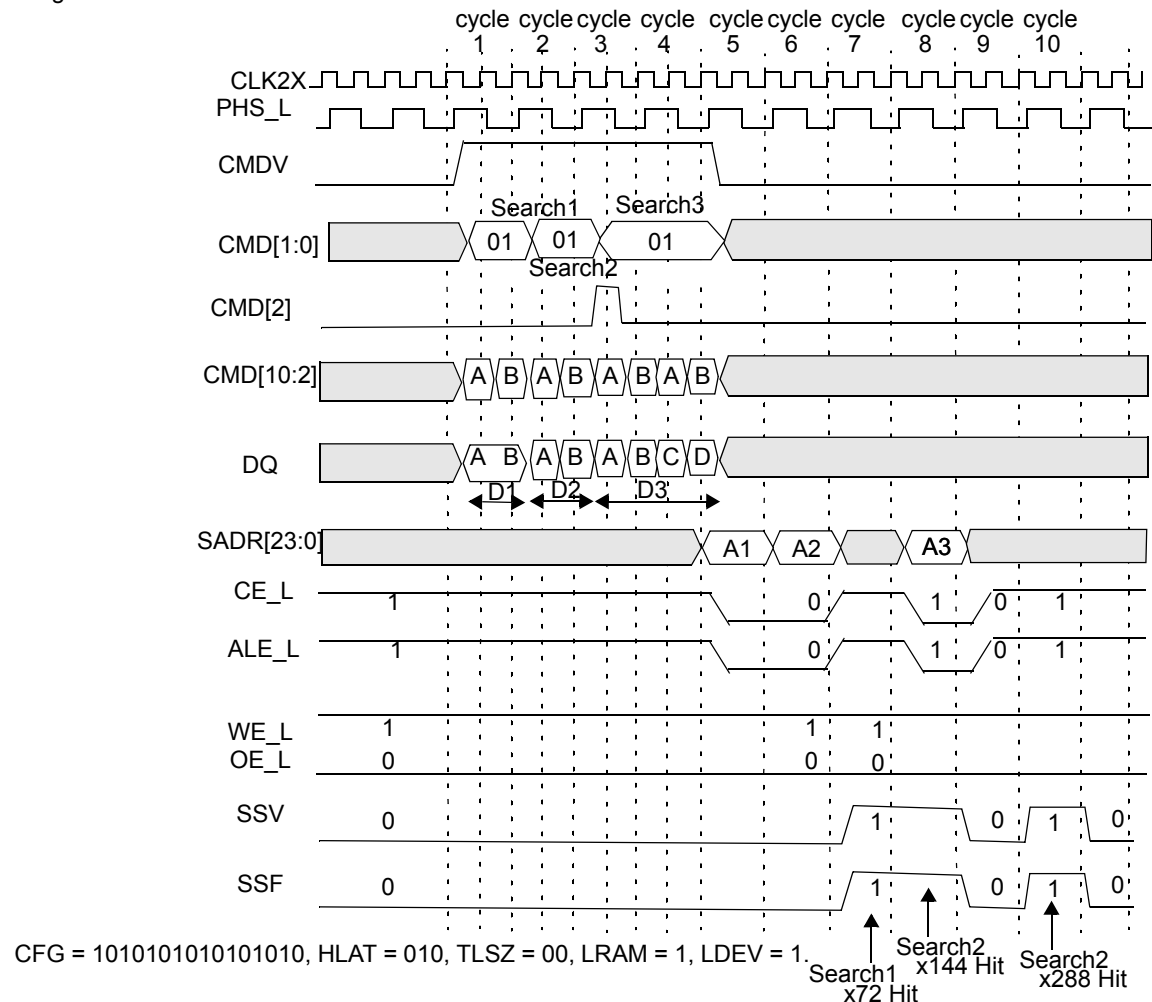 cycle cycle cycle cycle cycle cycle cycle cycle cycle cycle
1 2 3 4 5 6 7 8 9 10
CLK2X
PHS_L
CMDV
Search1 Search3
CMD[1:0] 01 01 01
Search2
CMD[2]
CMD[10:2] A B A B A B A B
DQ A B A B A B C D
D1 D2 D3
SADR[23:0] A1 A2 A3
CE_L 1 0 1 0 1
ALE_L 1 0 1 0 1
WE_L 1 1 1
OE_L 0 0 0
SSV 0 1 0 1 0
SSF 0 1 0 1 0
CFG = 1010101010101010, HLAT = 010, TLSZ = 00, LRAM = 1, LDEV = 1.
Search1
x72 Hit
Search2
x144 Hit
Search2
x288 Hit